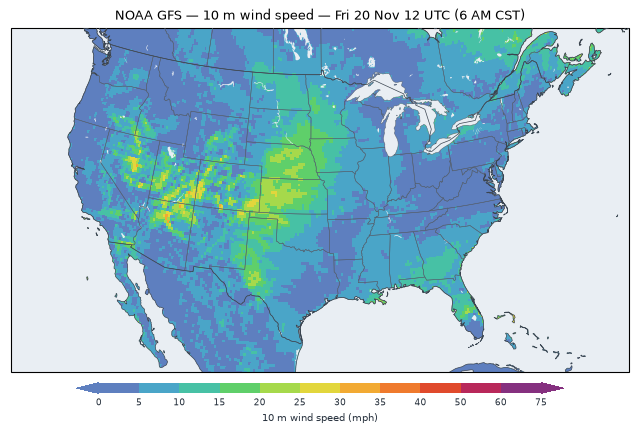 NOAA GFS — 10 m wind speed — Fri 20 Nov 12 UTC (6 AM CST)
0 5 10 15 20 25 30 35 40 50 60 75
10 m wind speed (mph)